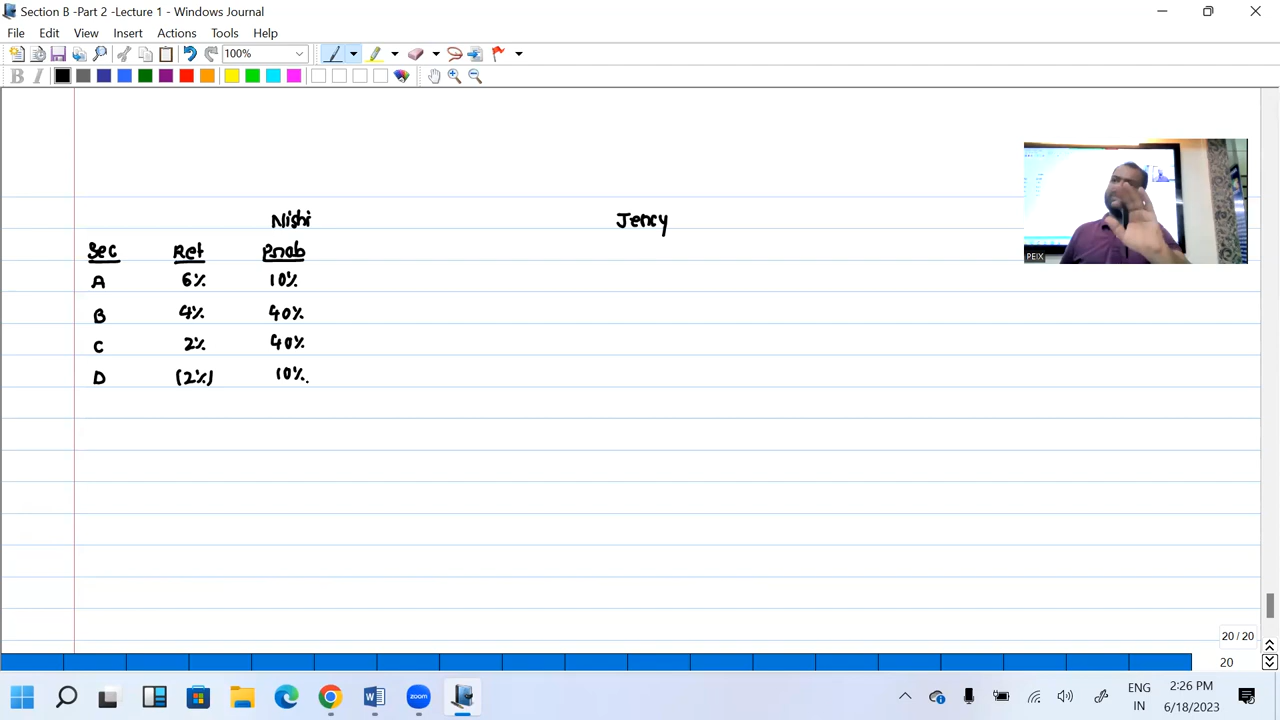 Section B -Part 2 -Lecture 1 - Windows Journal
File Edit View Insert Actions Tools Help
100%
B I
Nishi Jency
Sec Ret Prob
A 6% 10%
B 4% 40%
C 2% 40%
D (2%) 10%.
PEIX
20 / 20
20
zoom
ENG
IN
2:26 PM
6/18/2023